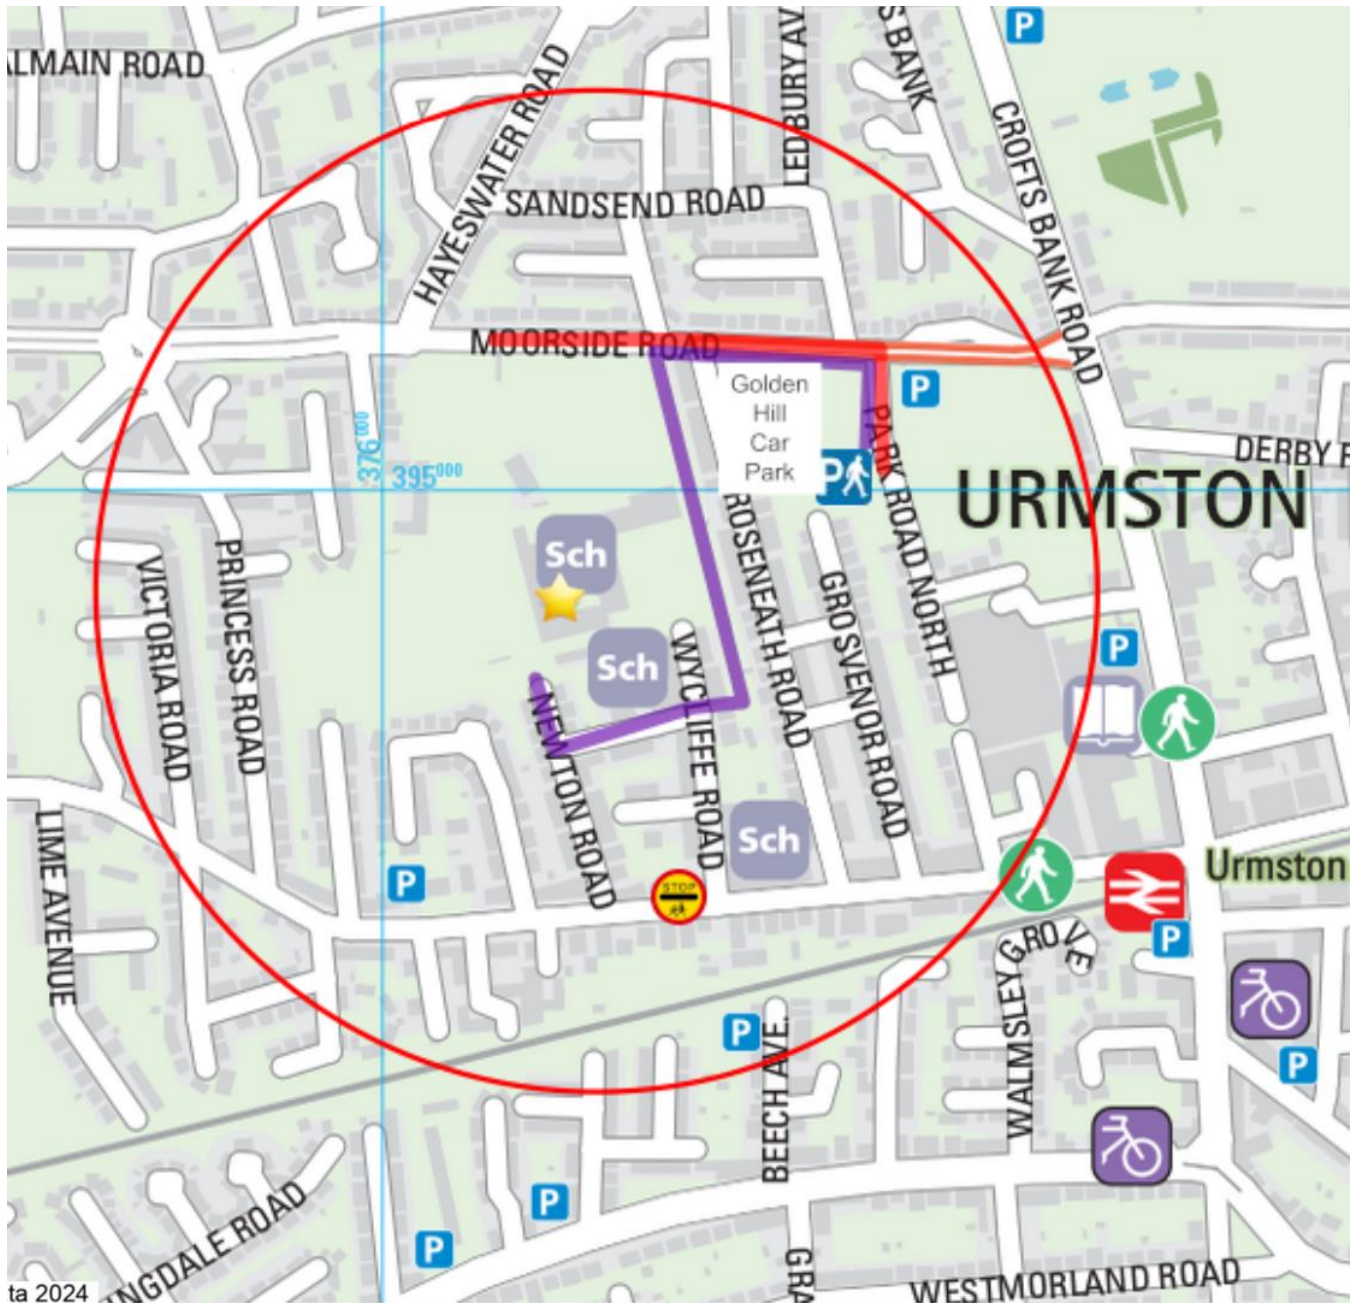 ALMAIN ROAD
HAYESWATER ROAD
LEDBURY AV
S BANK
P
CROFTS BANK ROAD
SANDSEND ROAD
MOORSIDE ROAD
Golden
Hill
Car
Park
P
PARK ROAD NORTH
DERBY R
376000
395000
P
URMSTON
Sch
VICTORIA ROAD
PRINCESS ROAD
ROSENEATH ROAD
GROSVENOR ROAD
Sch
WYCLIFFE ROAD
P
NEWTON ROAD
LIME AVENUE
Sch
P
STOP
Urmston
P
WALMSLEY GROVE
P
BEECH AVE.
P
P
P
NGDALE ROAD
GRA
WESTMORLAND ROAD
ta 2024